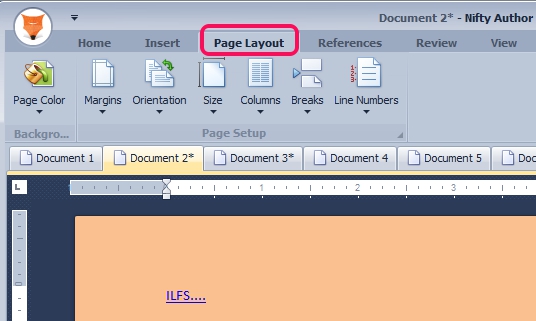 Document 2* - Nifty Author
Home Insert Page Layout References Review View
Page Color Margins Orientation Size Columns Breaks Line Numbers
Backgro... Page Setup
Document 1 Document 2* Document 3* Document 4 Document 5 Doc
L 1 2 3
ILFS....